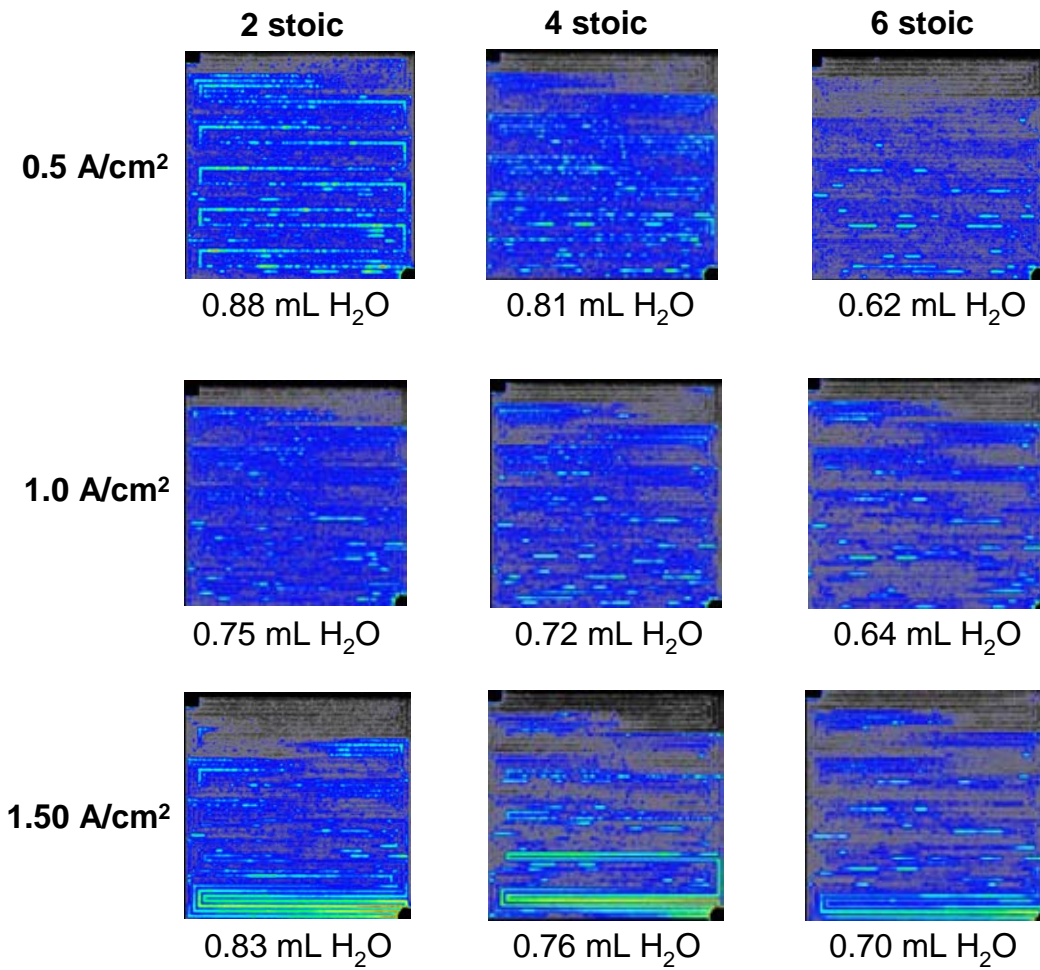 2 stoic 4 stoic 6 stoic
0.5 A/cm²
0.88 mL H₂O 0.81 mL H₂O 0.62 mL H₂O
1.0 A/cm²
0.75 mL H₂O 0.72 mL H₂O 0.64 mL H₂O
1.50 A/cm²
0.83 mL H₂O 0.76 mL H₂O 0.70 mL H₂O